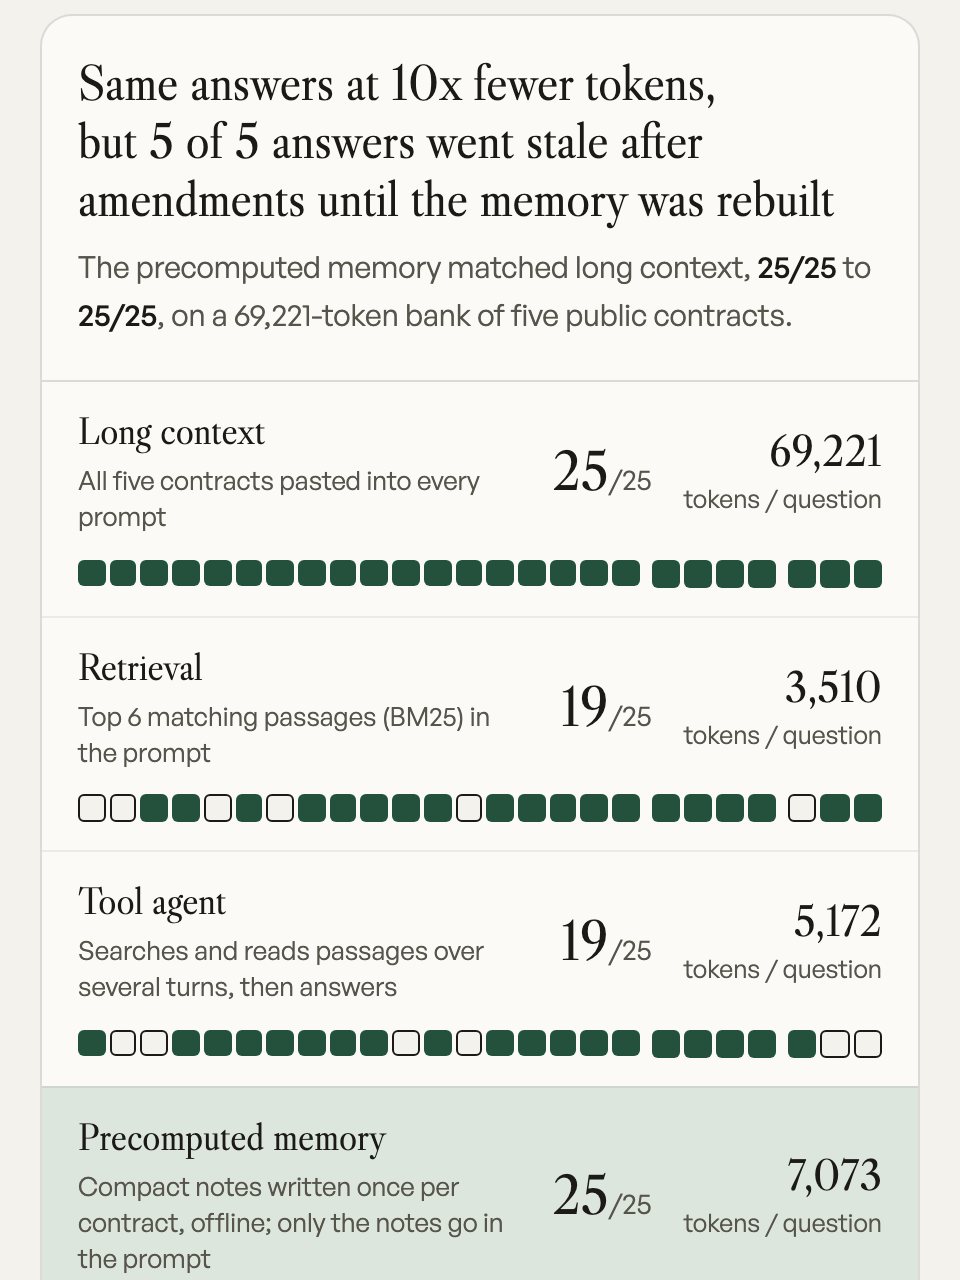 Same answers at 10x fewer tokens,
but 5 of 5 answers went stale after
amendments until the memory was rebuilt
The precomputed memory matched long context, 25/25 to
25/25, on a 69,221-token bank of five public contracts.
Long context
All five contracts pasted into every
prompt
25/25
69,221
tokens / question
Retrieval
Top 6 matching passages (BM25) in
the prompt
19/25
3,510
tokens / question
Tool agent
Searches and reads passages over
several turns, then answers
19/25
5,172
tokens / question
Precomputed memory
Compact notes written once per
contract, offline; only the notes go in
the prompt
25/25
7,073
tokens / question